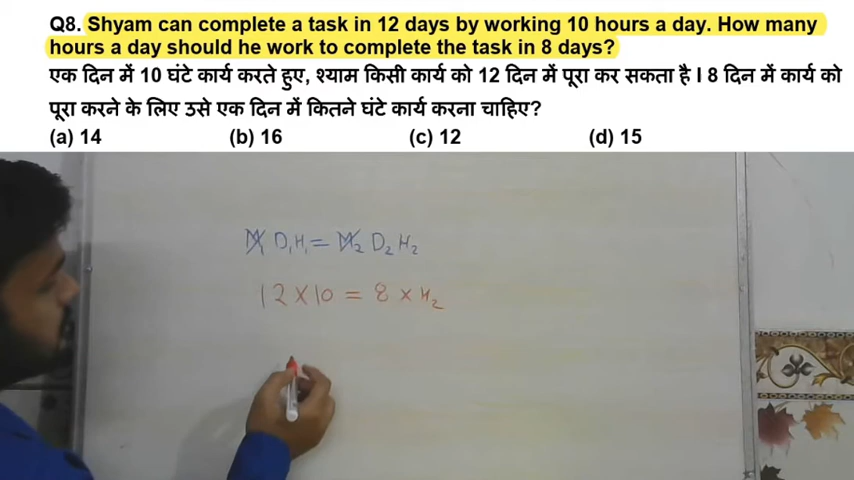 Q8. Shyam can complete a task in 12 days by working 10 hours a day. How many
hours a day should he work to complete the task in 8 days?
एक दिन में 10 घंटे कार्य करते हुए, श्याम किसी कार्य को 12 दिन में पूरा कर सकता है I 8 दिन में कार्य को
पूरा करने के लिए उसे एक दिन में कितने घंटे कार्य करना चाहिए?
(a) 14 (b) 16 (c) 12 (d) 15
M₁ D₁ H₁ = M₂ D₂ H₂
12 × 10 = 8 × H₂